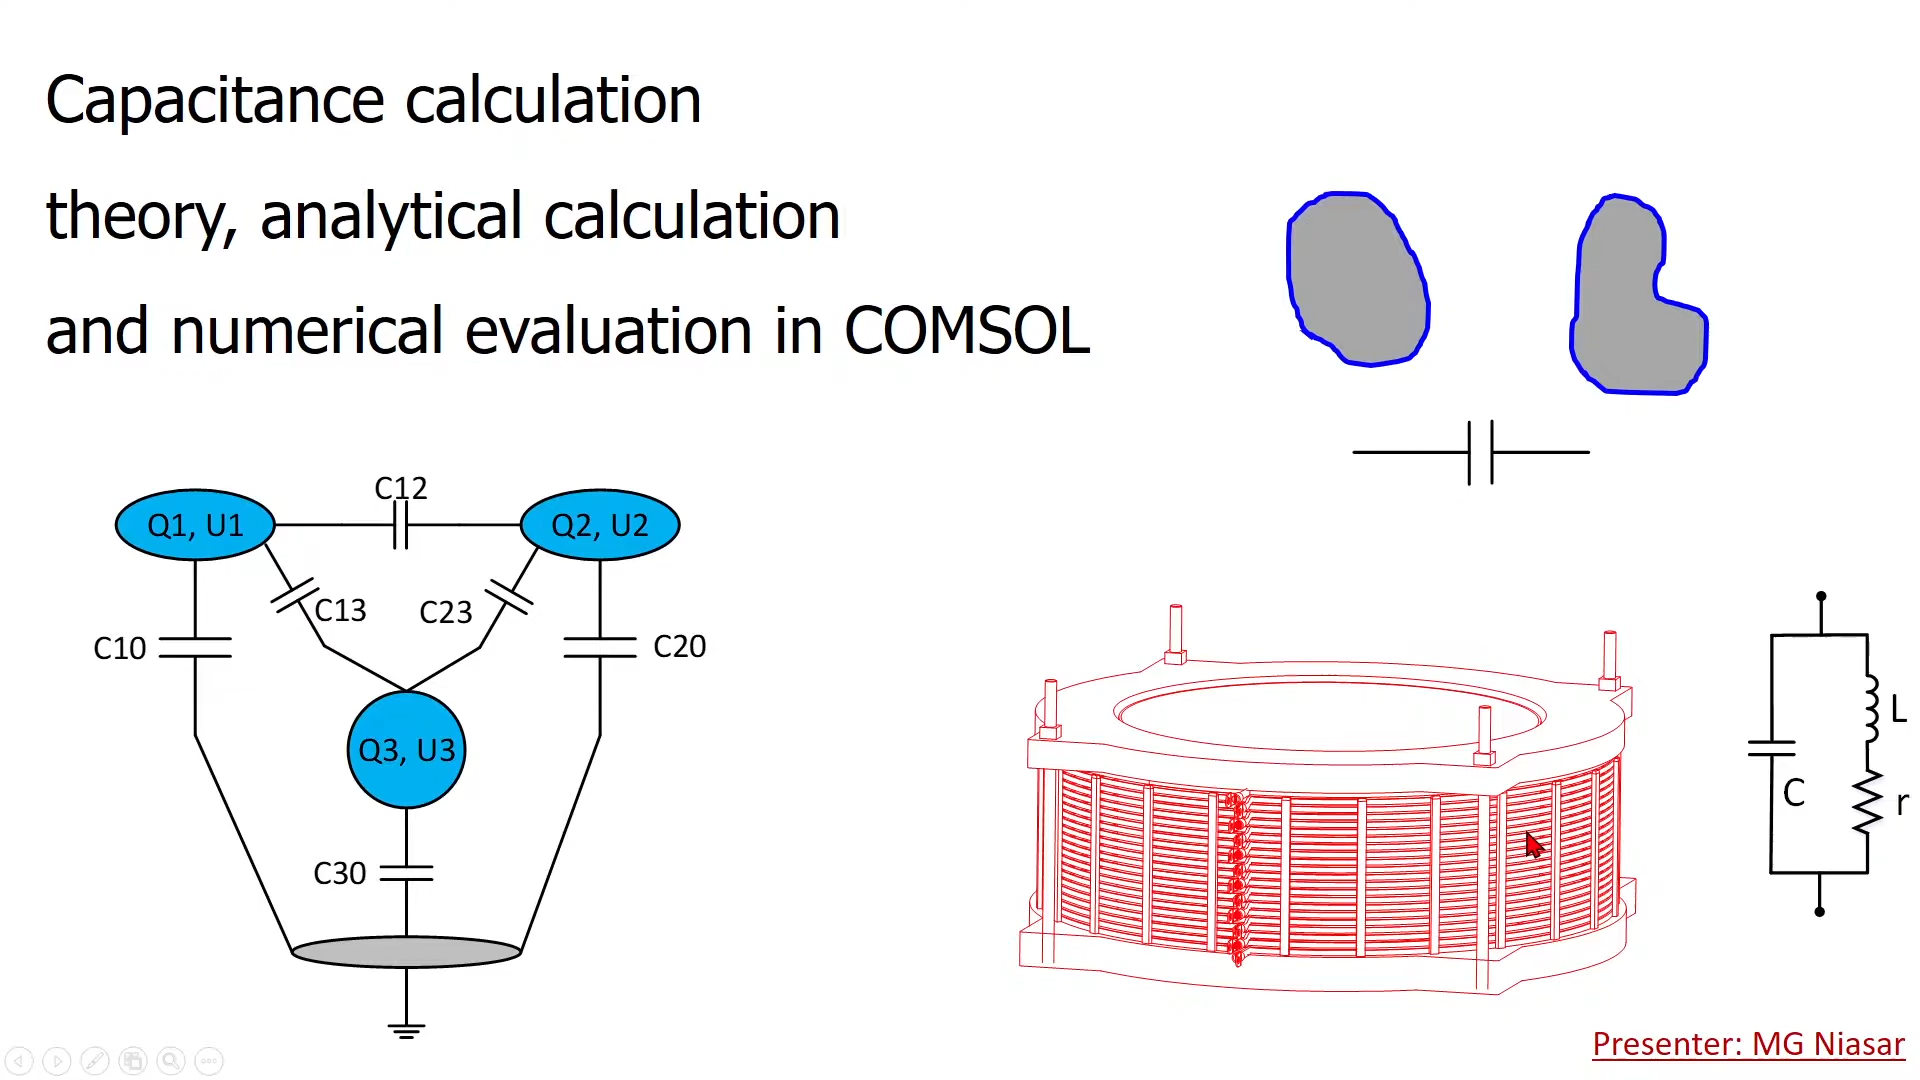 Capacitance calculation
theory, analytical calculation
and numerical evaluation in COMSOL
C12
Q1, U1
Q2, U2
C13
C23
C10
C20
Q3, U3
C30
L
C
r
Presenter: MG Niasar